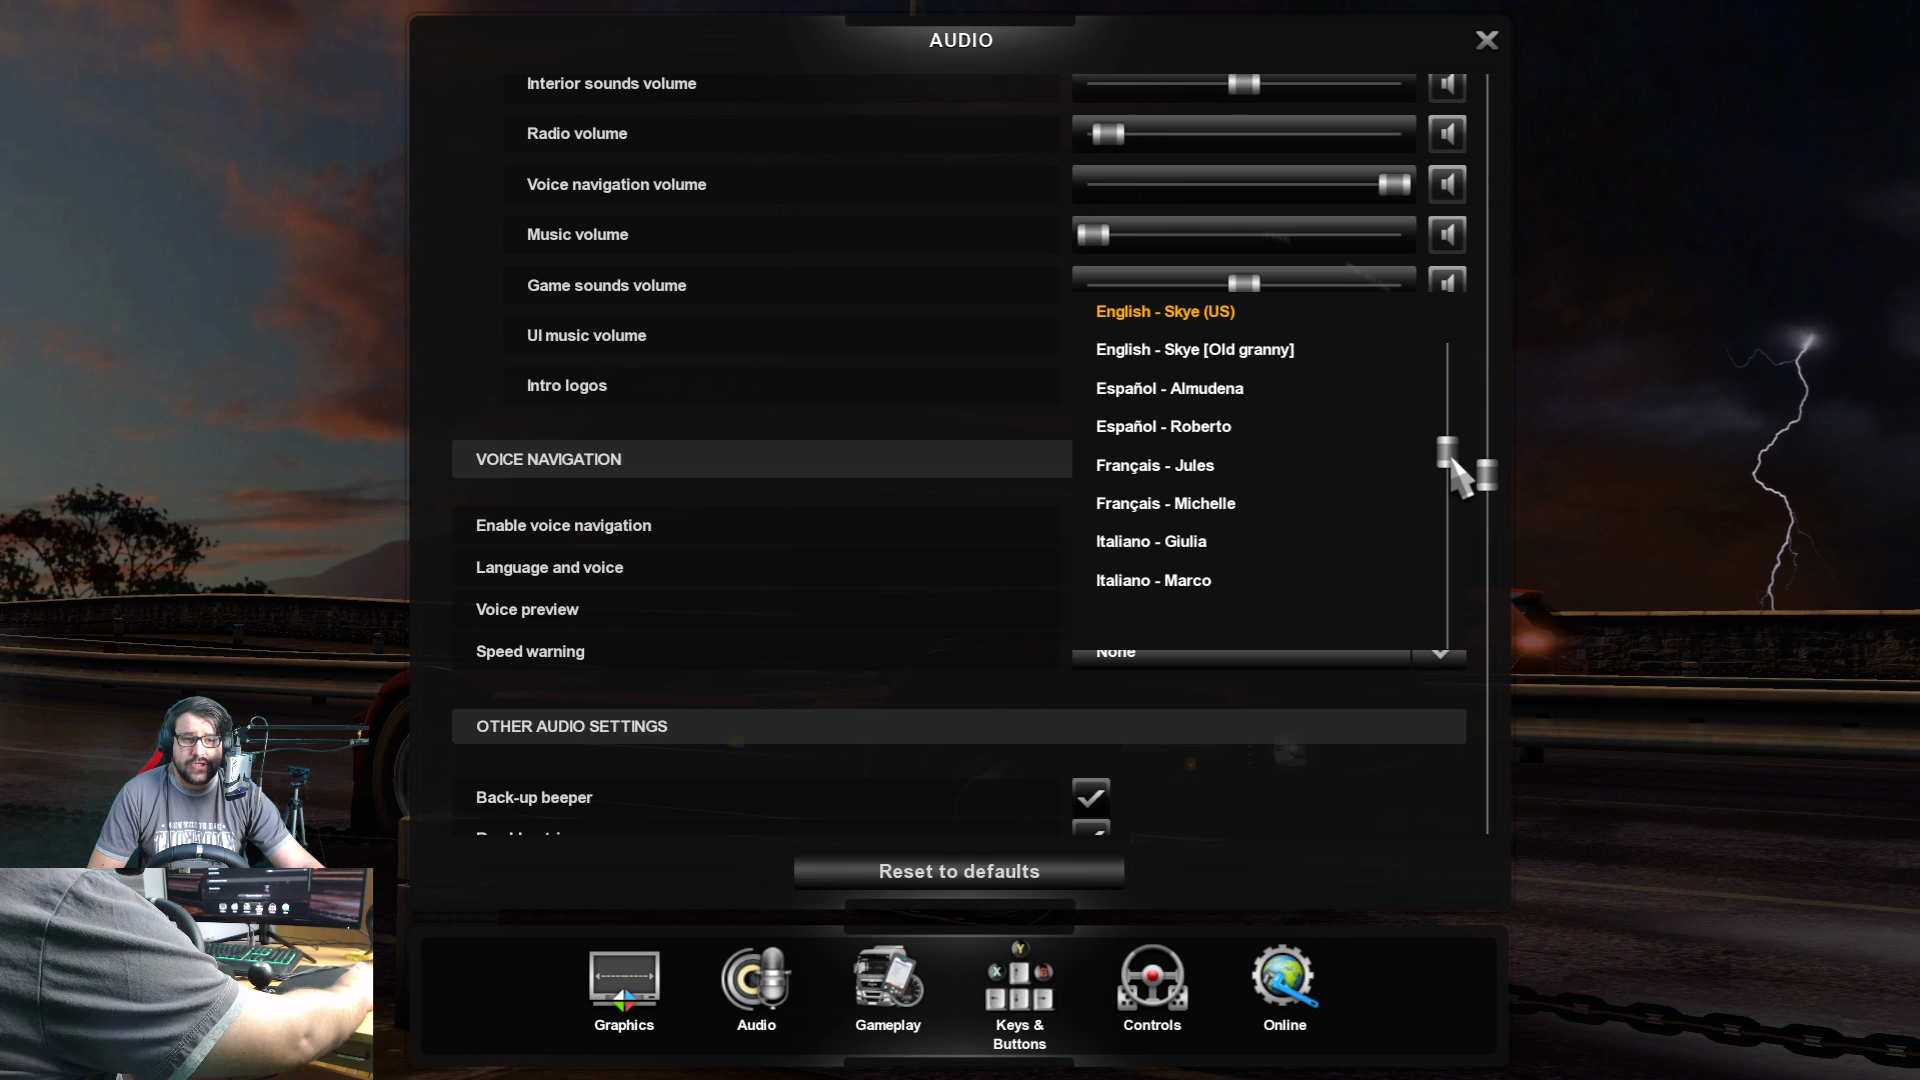 AUDIO
Interior sounds volume
Radio volume
Voice navigation volume
Music volume
Game sounds volume
UI music volume
Intro logos
English - Skye (US)
English - Skye [Old granny]
Español - Almudena
Español - Roberto
Français - Jules
Français - Michelle
Italiano - Giulia
Italiano - Marco
VOICE NAVIGATION
Enable voice navigation
Language and voice
Voice preview
Speed warning
None
OTHER AUDIO SETTINGS
Back-up beeper
Reset to defaults
Y
X
B
Graphics
Audio
Gameplay
Keys &
Buttons
Controls
Online